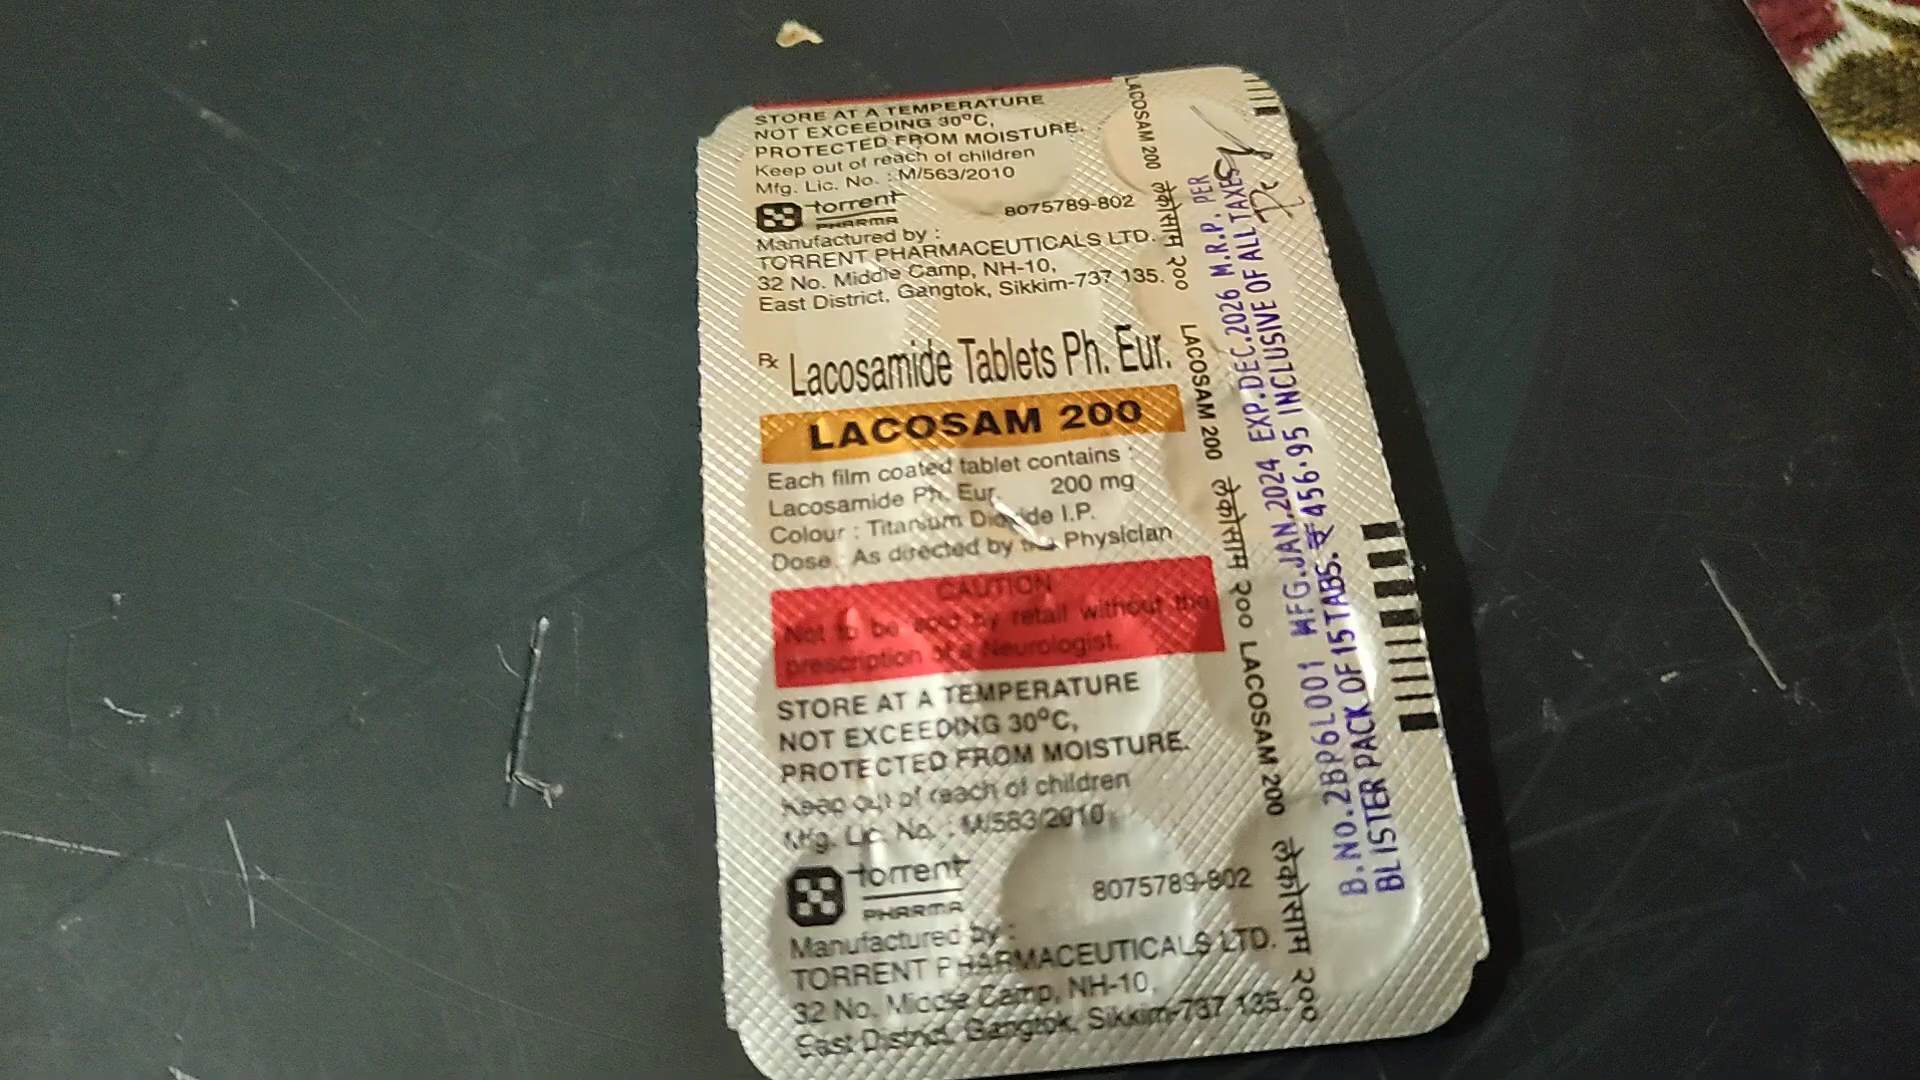 STORE AT A TEMPERATURE
NOT EXCEEDING 30°C,
PROTECTED FROM MOISTURE.
Keep out of reach of children
Mfg. Lic. No. : M/563/2010
torrent
PHARMA
8075789-802
Manufactured by :
TORRENT PHARMACEUTICALS LTD.
32 No. Middle Camp, NH-10,
East District, Gangtok, Sikkim-737 135.
Rx Lacosamide Tablets Ph. Eur.
LACOSAM 200
Each film coated tablet contains :
Lacosamide Ph. Eur. 200 mg
Colour : Titanium Dioxide I.P.
Dose : As directed by the Physician
CAUTION
Not to be sold by retail without the
prescription of a Neurologist.
STORE AT A TEMPERATURE
NOT EXCEEDING 30°C,
PROTECTED FROM MOISTURE.
Keep out of reach of children
Mfg. Lic. No. : M/563/2010
torrent
PHARMA
8075789-802
Manufactured by :
TORRENT PHARMACEUTICALS LTD.
32 No. Middle Camp, NH-10,
East District, Gangtok, Sikkim-737 135.
LACOSAM 200 लेकोसाम २०० LACOSAM 200 लेकोसाम २०० LACOSAM 200 लेकोसाम २००
B.NO.2BP6L001 MFG.JAN.2024 EXP.DEC.2026 M.R.P. PER
BLISTER PACK OF 15TABS. ₹ 456.95 INCLUSIVE OF ALL TAXES